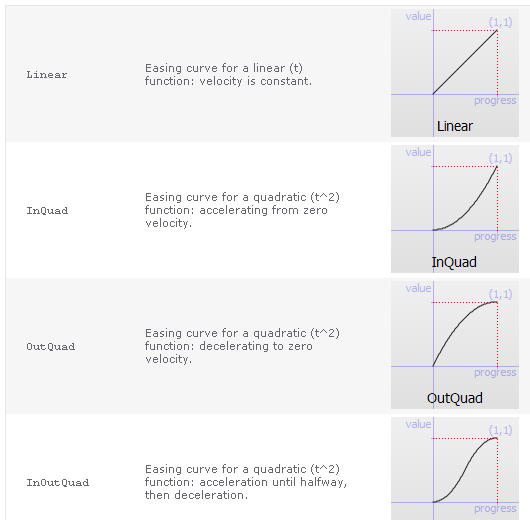 Linear
Easing curve for a linear (t)
function: velocity is constant.
value
(1,1)
progress
Linear
InQuad
Easing curve for a quadratic (t^2)
function: accelerating from zero
velocity.
value
(1,1)
progress
InQuad
OutQuad
Easing curve for a quadratic (t^2)
function: decelerating to zero
velocity.
value
(1,1)
progress
OutQuad
InOutQuad
Easing curve for a quadratic (t^2)
function: acceleration until halfway,
then deceleration.
value
(1,1)
progress